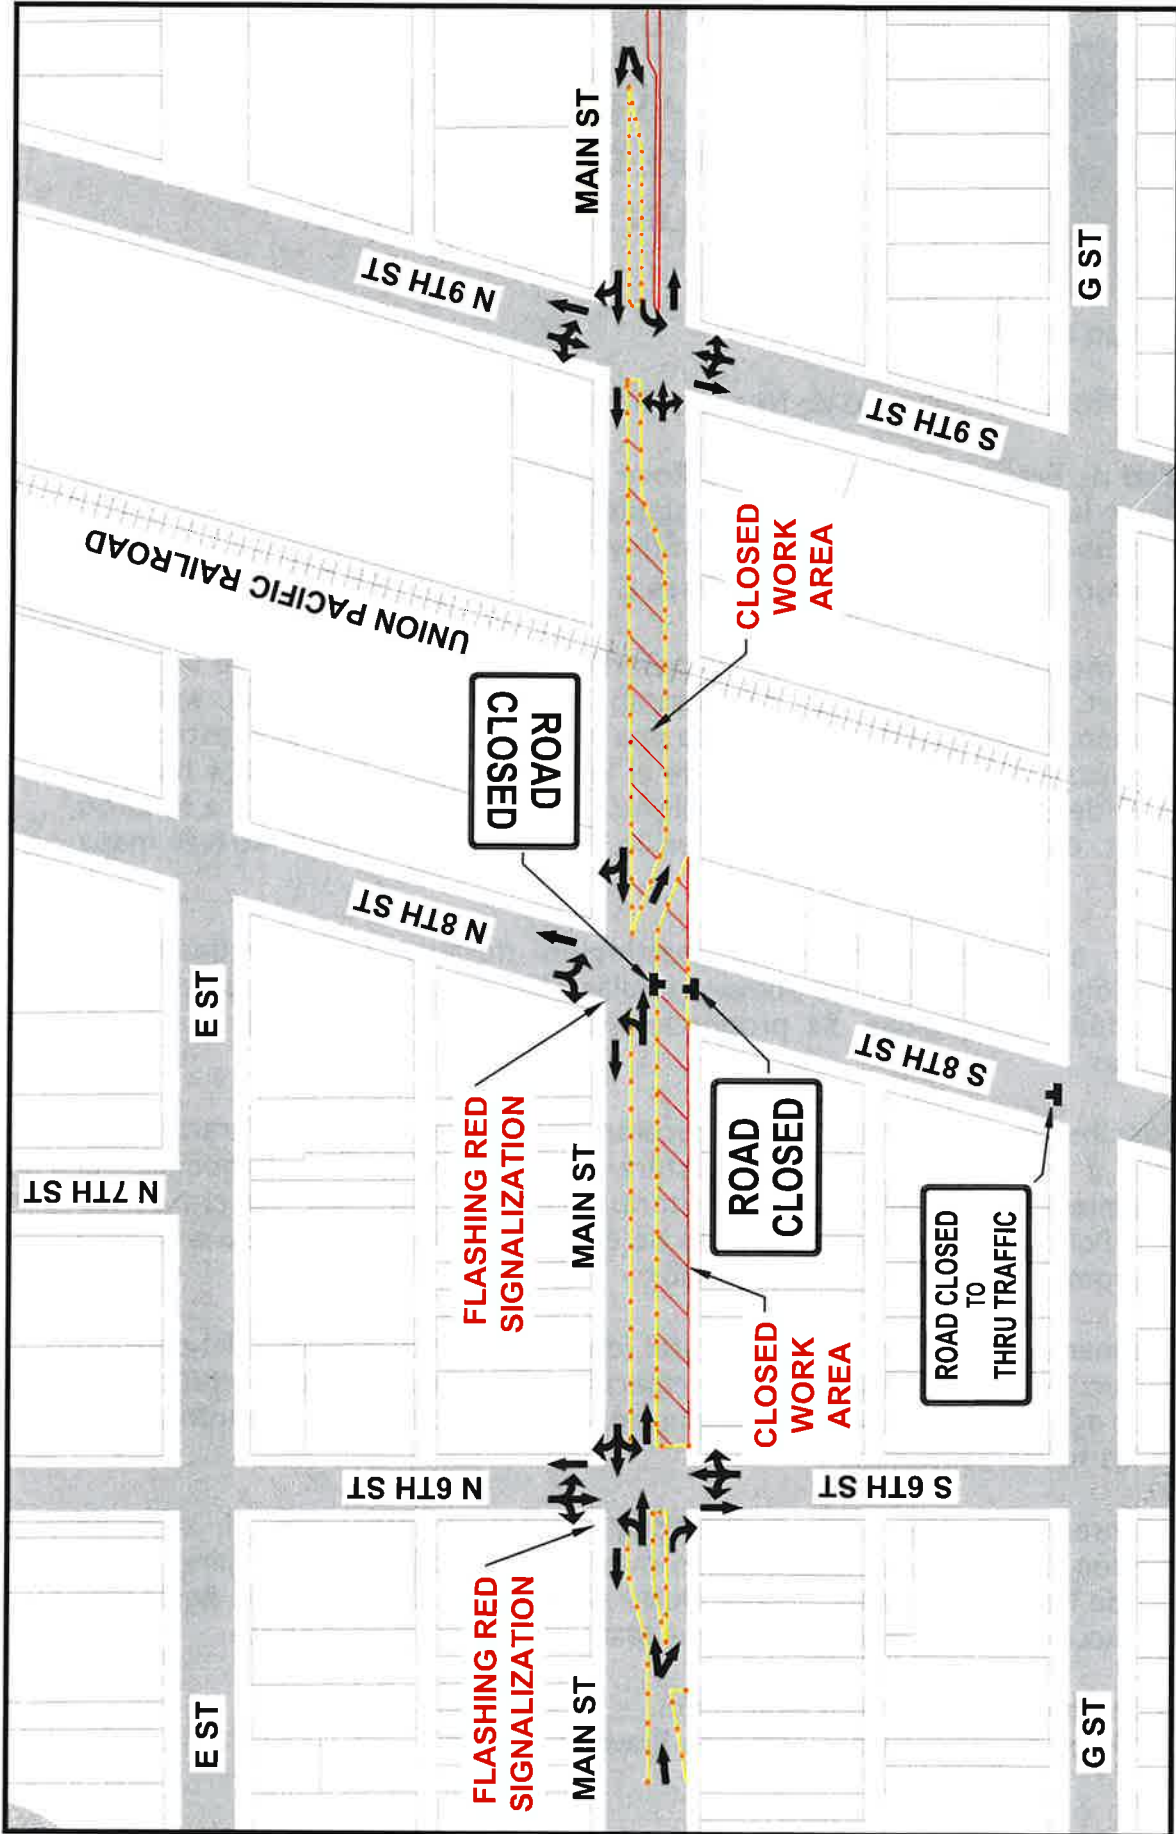 E ST
FLASHING RED
SIGNALIZATION
MAIN ST
G ST
N 6TH ST
S 6TH ST
N 7TH ST
FLASHING RED
SIGNALIZATION
MAIN ST
CLOSED
WORK
AREA
ROAD
CLOSED
ROAD CLOSED
TO
THRU TRAFFIC
E ST
N 8TH ST
S 8TH ST
ROAD
CLOSED
CLOSED
WORK
AREA
UNION PACIFIC RAILROAD
N 9TH ST
S 9TH ST
MAIN ST
G ST